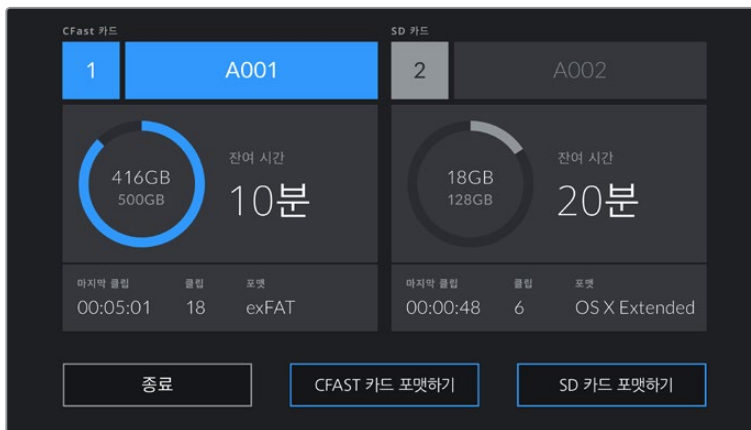 CFast 카드
1
A001
416GB
500GB
잔여 시간
10분
마지막 클립 클립 포맷
00:05:01 18 exFAT
SD 카드
2
A002
18GB
128GB
잔여 시간
20분
마지막 클립 클립 포맷
00:00:48 6 OS X Extended
종료
CFAST 카드 포맷하기
SD 카드 포맷하기